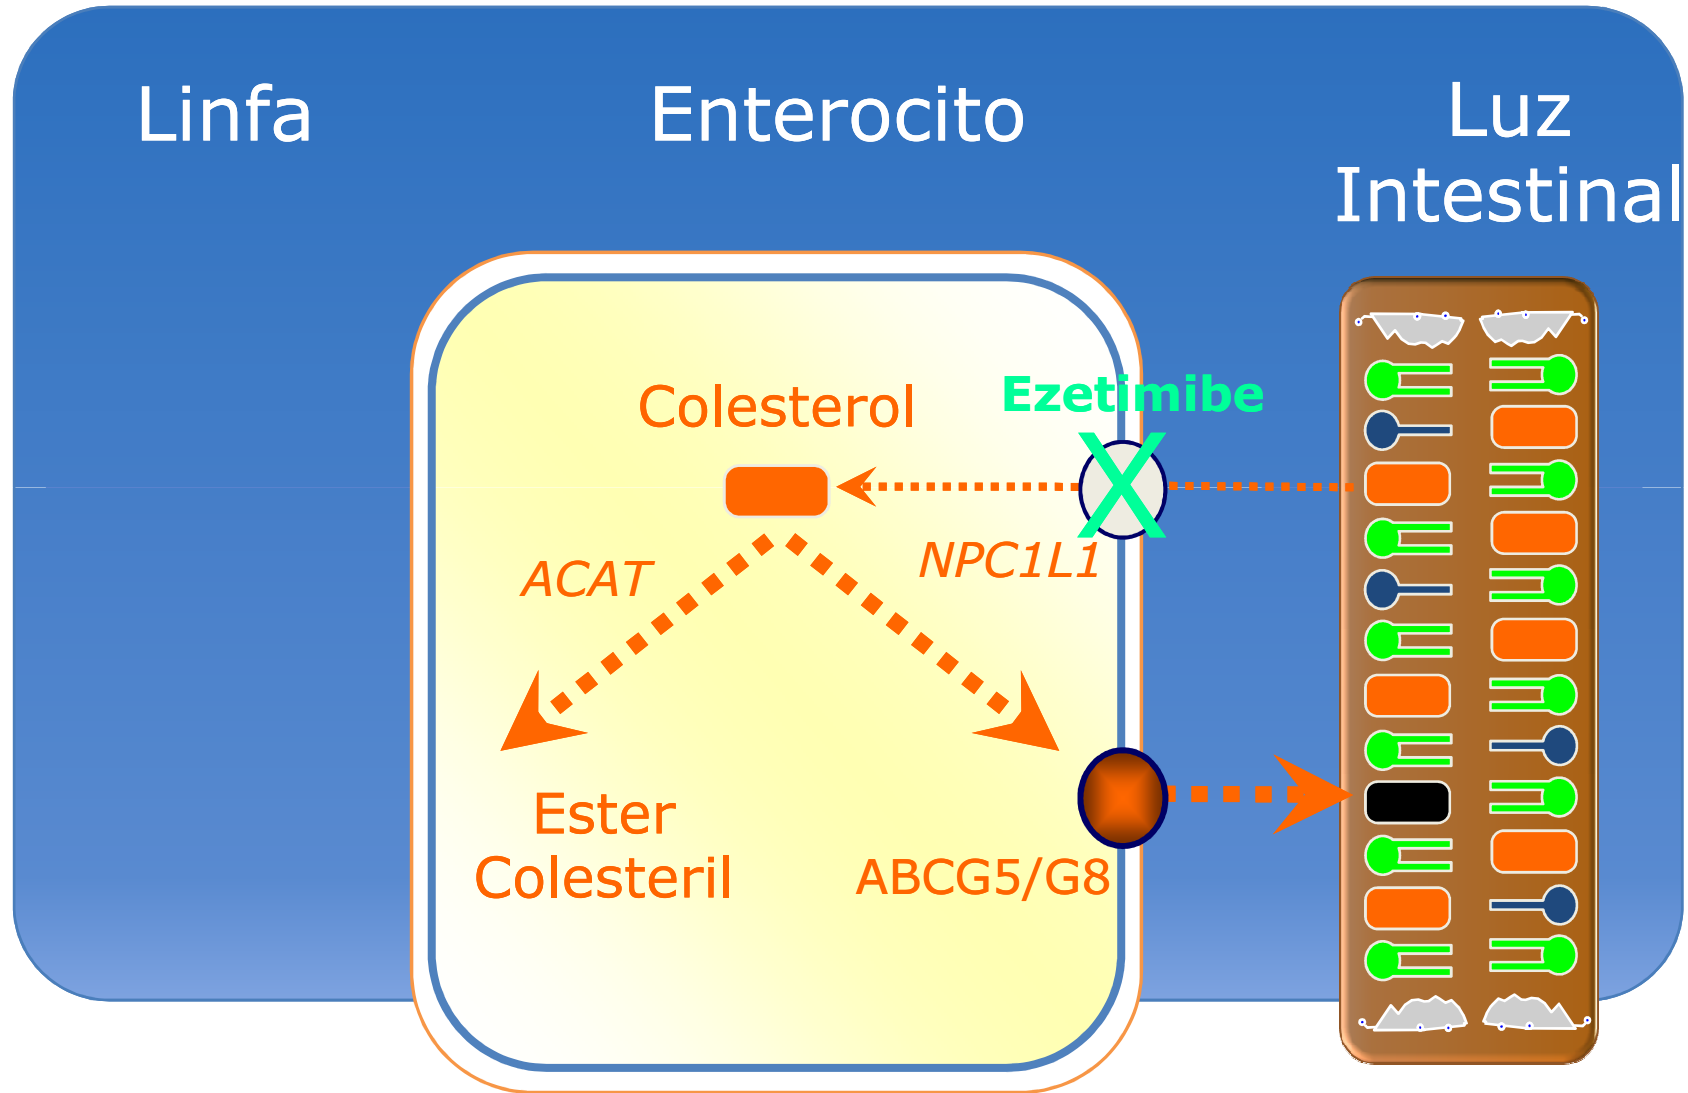 Linfa
Enterocito
Luz
Intestinal
Colesterol
Ezetimibe
X
ACAT
NPC1L1
Ester
Colesteril
ABCG5/G8